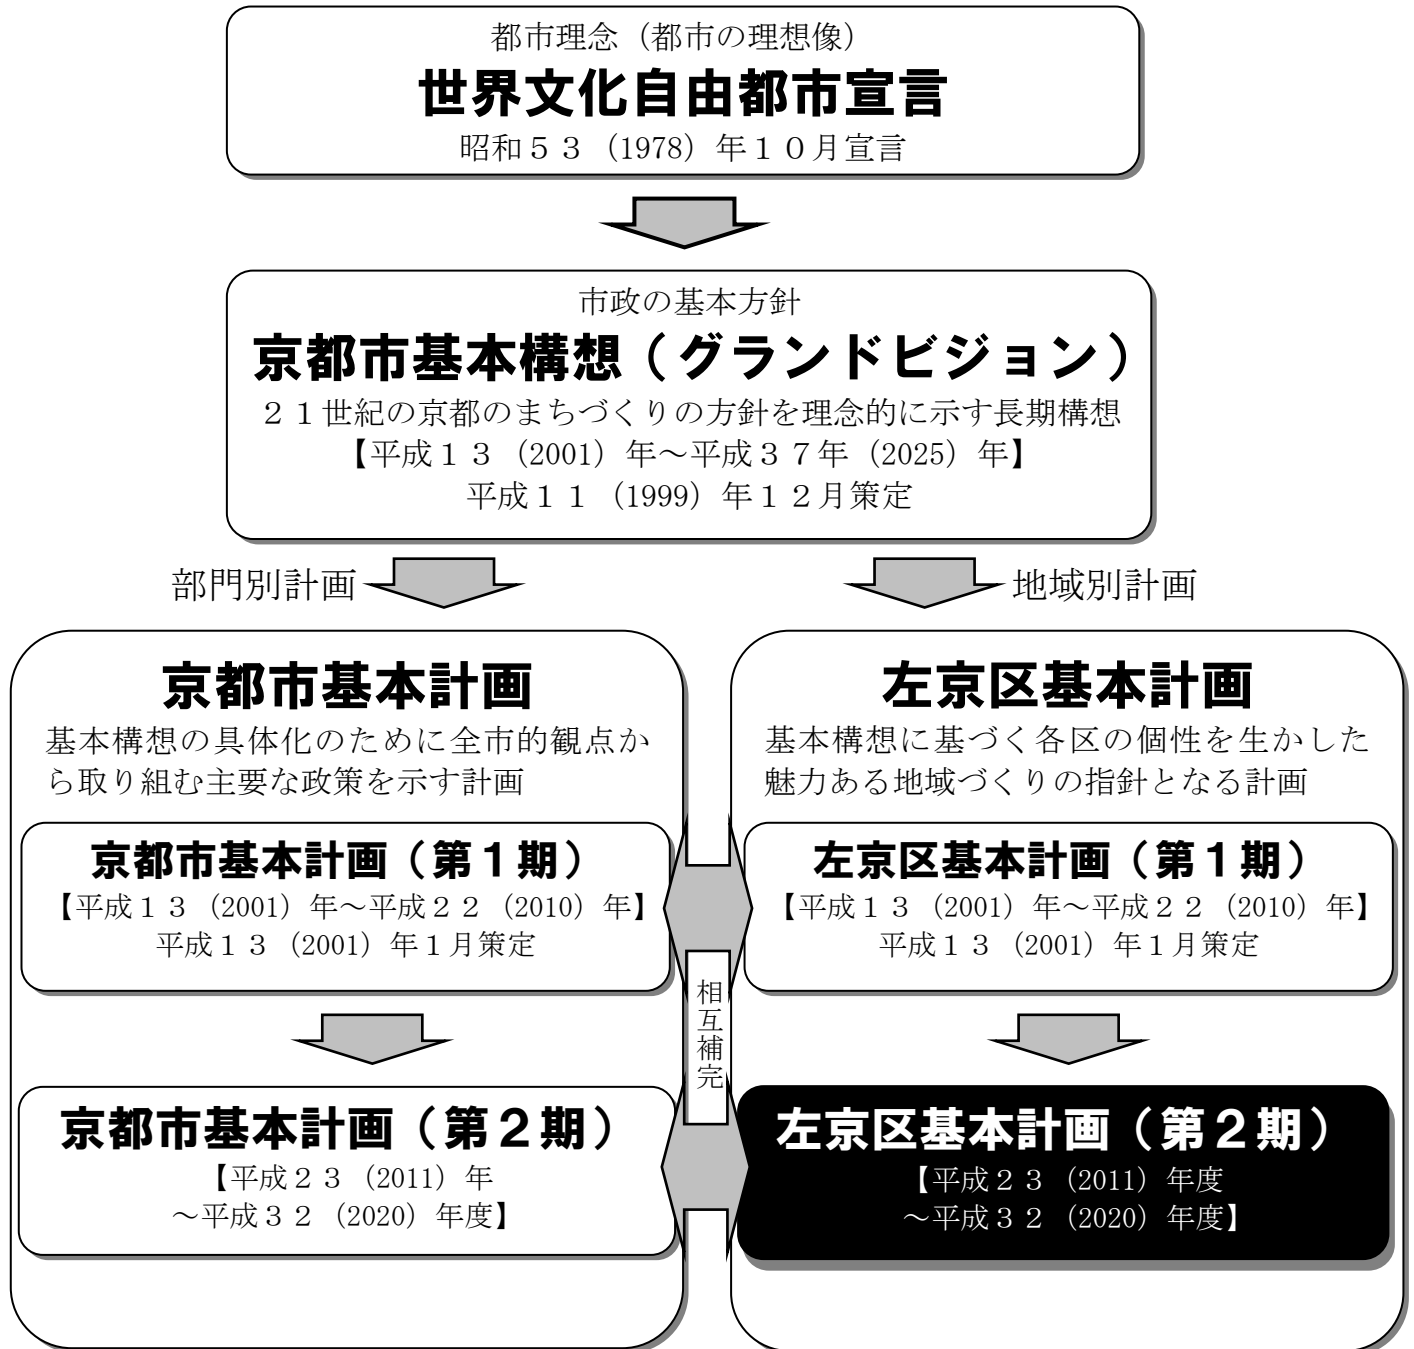 都市理念（都市の理想像）
世界文化自由都市宣言
昭和５３（1978）年１０月宣言
市政の基本方針
京都市基本構想（グランドビジョン）
２１世紀の京都のまちづくりの方針を理念的に示す長期構想
【平成１３（2001）年～平成３７年（2025）年】
平成１１（1999）年１２月策定
部門別計画
地域別計画
京都市基本計画
基本構想の具体化のために全市的観点か
ら取り組む主要な政策を示す計画
京都市基本計画（第１期）
【平成１３（2001）年～平成２２（2010）年】
平成１３（2001）年１月策定
京都市基本計画（第２期）
【平成２３（2011）年
～平成３２（2020）年度】
相互補完
左京区基本計画
基本構想に基づく各区の個性を生かした
魅力ある地域づくりの指針となる計画
左京区基本計画（第１期）
【平成１３（2001）年～平成２２（2010）年】
平成１３（2001）年１月策定
左京区基本計画（第２期）
【平成２３（2011）年度
～平成３２（2020）年度】